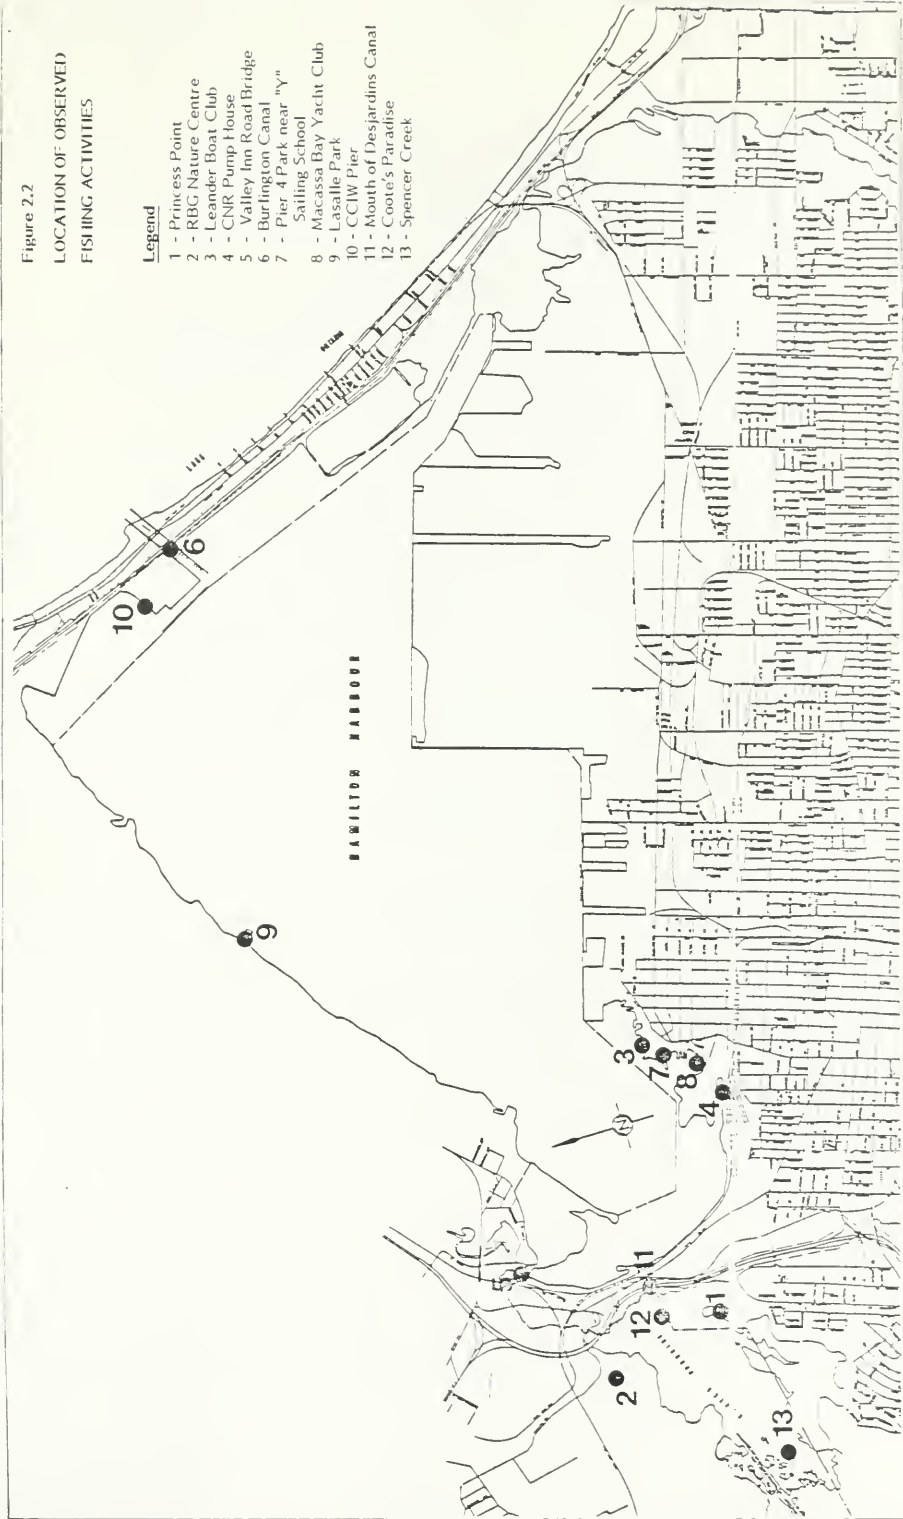 Figure 2.2
LOCATION OF OBSERVED
FISHING ACTIVITIES
Legend
1 - Princess Point
2 - RBG Nature Centre
3 - Leander Boat Club
4 - CNR Pump House
5 - Valley Inn Road Bridge
6 - Burlington Canal
7 - Pier 4 Park near "Y"
Sailing School
8 - Macassa Bay Yacht Club
9 - Lasalle Park
10 - CCIW Pier
11 - Mouth of Desjardins Canal
12 - Coote's Paradise
13 - Spencer Creek
6
10
HAMILTON HARBOUR
9
3
7
8
4
N
5
11
12
1
2
13